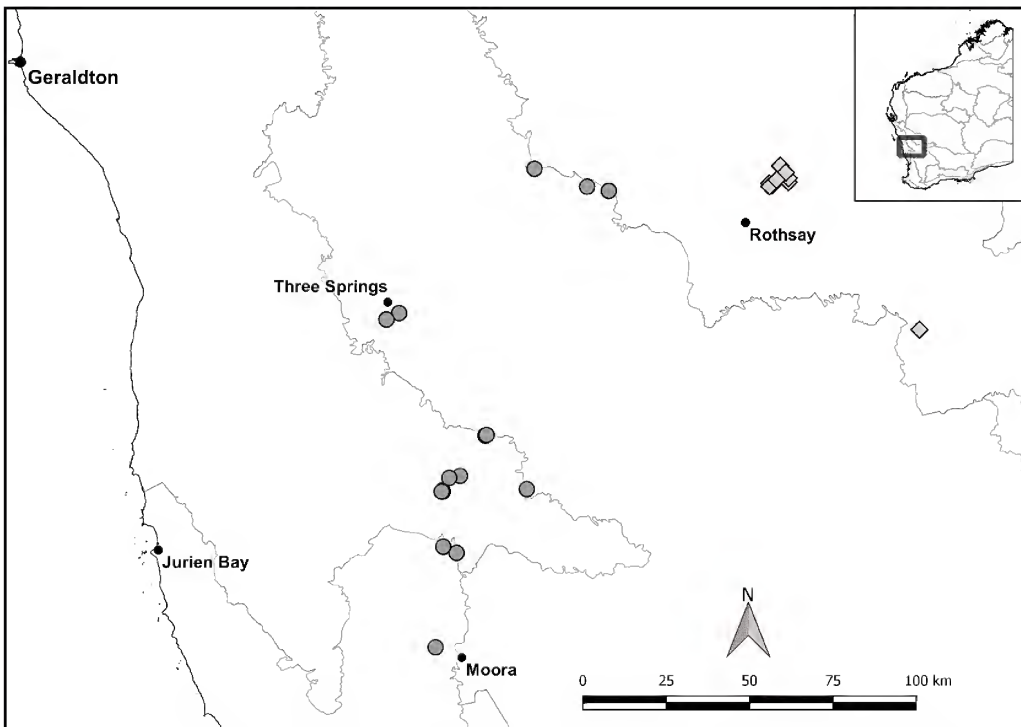 Geraldton
Rothsay
Three Springs
Jurien Bay
N
Moora
0 25 50 75 100 km